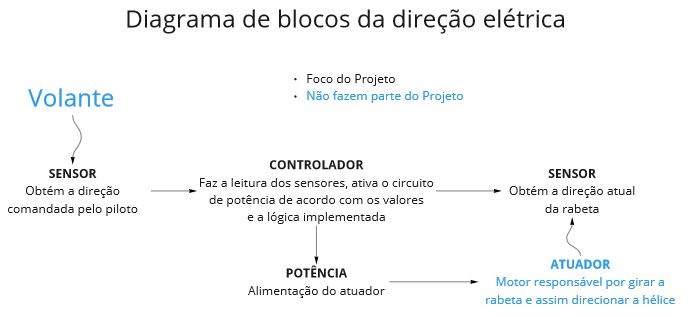 Diagrama de blocos da direção elétrica
Volante
• Foco do Projeto
• Não fazem parte do Projeto
SENSOR
Obtém a direção
comandada pelo piloto
CONTROLADOR
Faz a leitura dos sensores, ativa o circuito
de potência de acordo com os valores
e a lógica implementada
SENSOR
Obtém a direção atual
da rabeta
POTÊNCIA
Alimentação do atuador
ATUADOR
Motor responsável por girar a
rabeta e assim direcionar a hélice